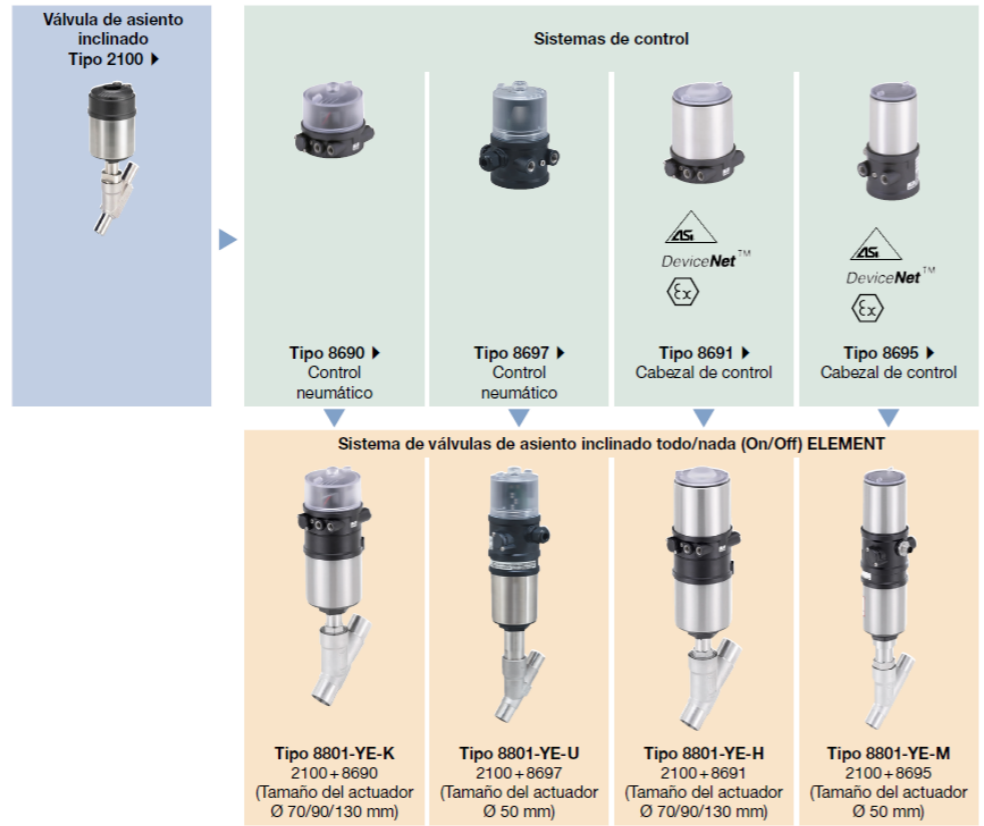 Válvula de asiento
inclinado
Tipo 2100 ▶
Sistemas de control
ASi
DeviceNet™
Ex
ASi
DeviceNet™
Ex
Tipo 8690 ▶
Control
neumático
Tipo 8697 ▶
Control
neumático
Tipo 8691 ▶
Cabezal de control
Tipo 8695 ▶
Cabezal de control
Sistema de válvulas de asiento inclinado todo/nada (On/Off) ELEMENT
Tipo 8801-YE-K
2100+8690
(Tamaño del actuador
Ø 70/90/130 mm)
Tipo 8801-YE-U
2100+8697
(Tamaño del actuador
Ø 50 mm)
Tipo 8801-YE-H
2100+8691
(Tamaño del actuador
Ø 70/90/130 mm)
Tipo 8801-YE-M
2100+8695
(Tamaño del actuador
Ø 50 mm)